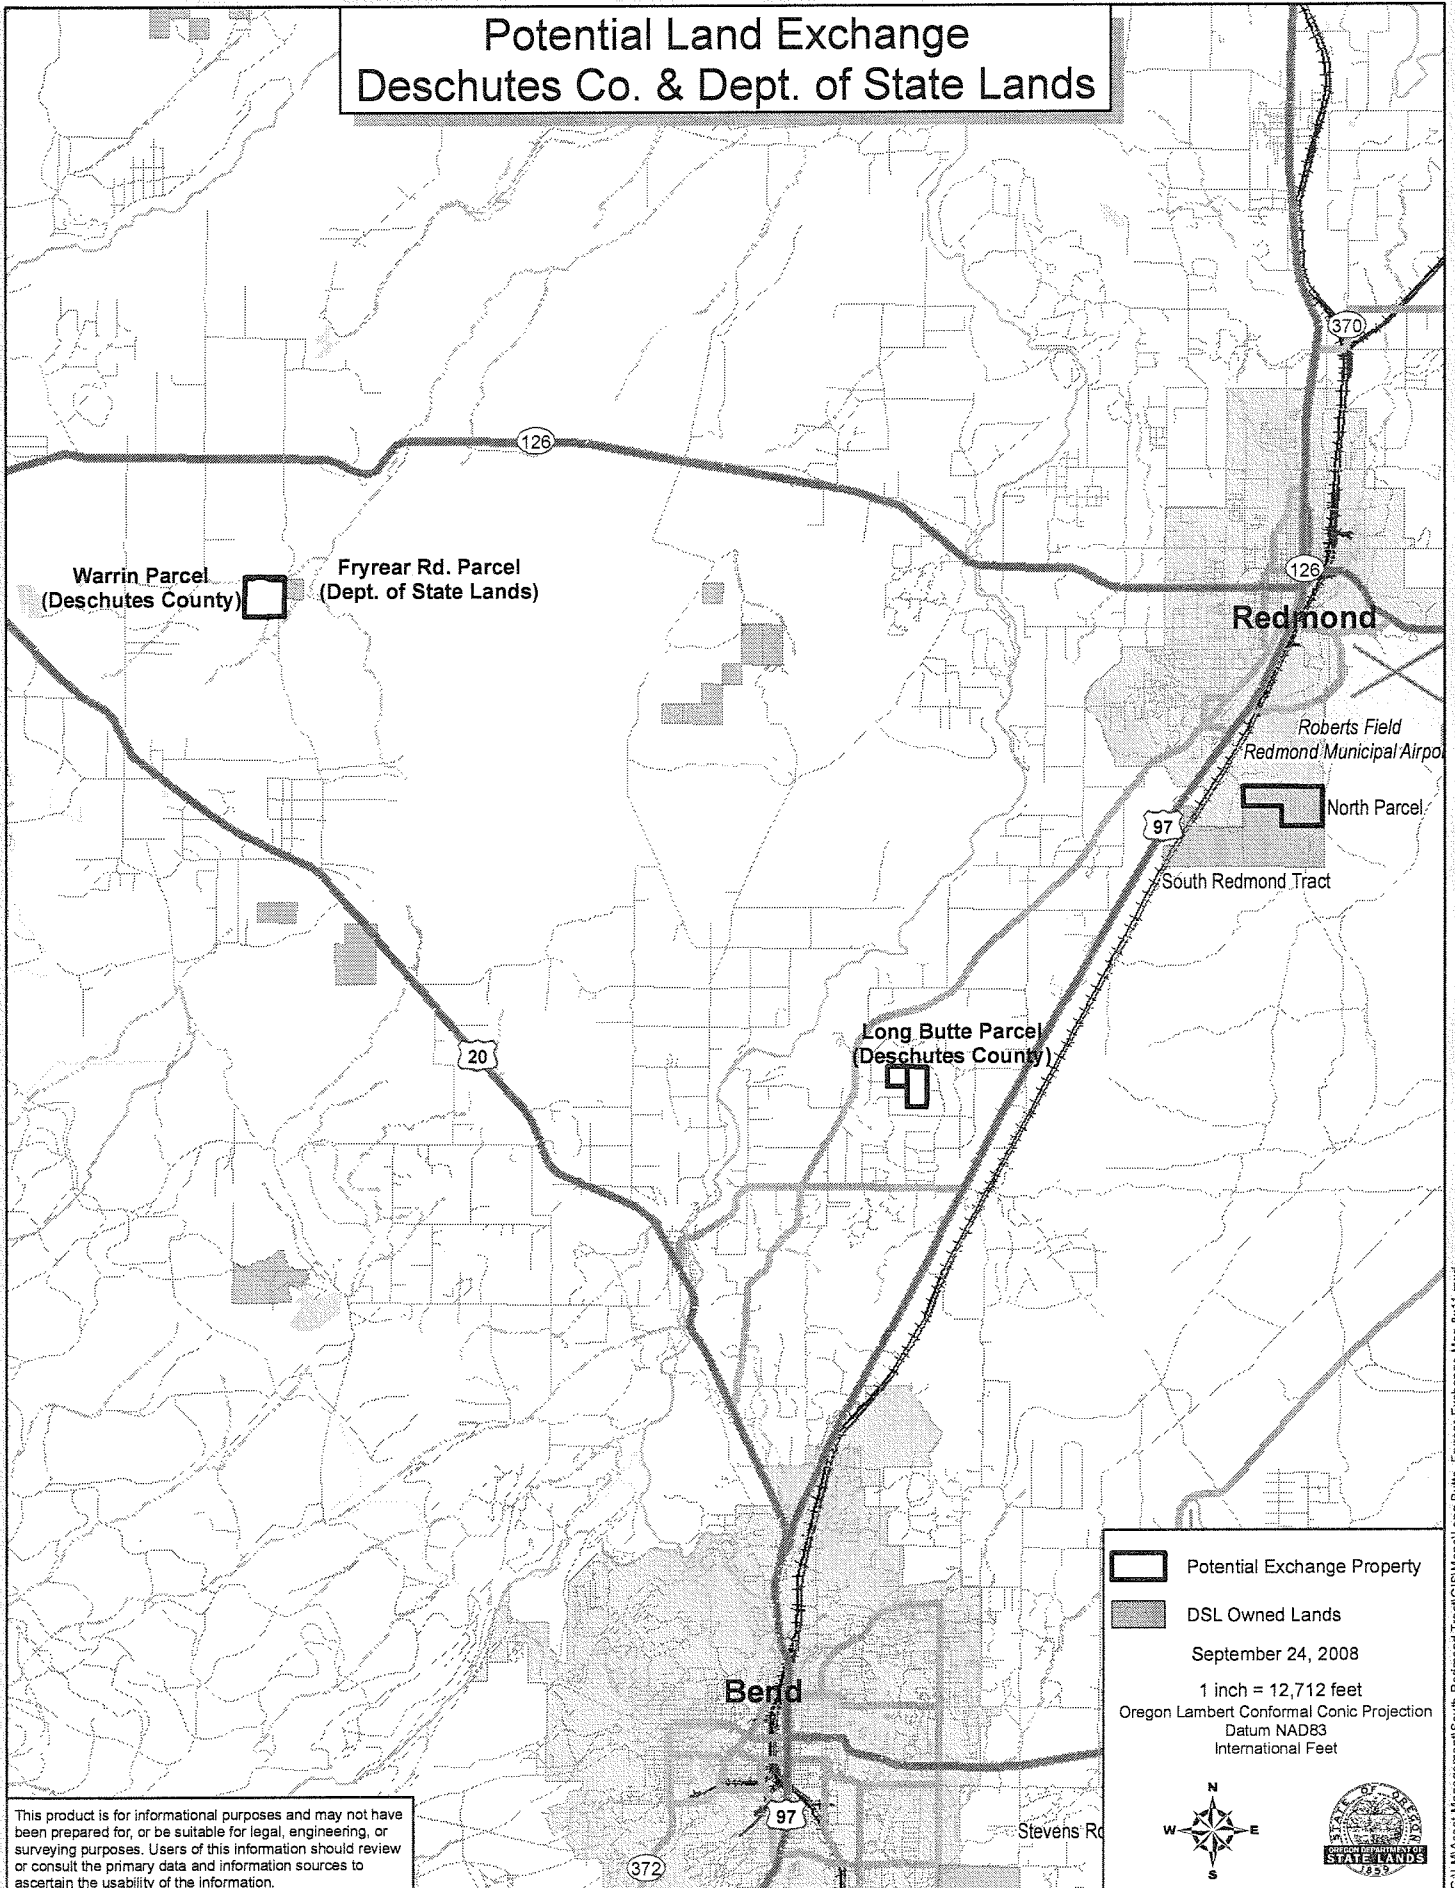 Potential Land Exchange
Deschutes Co. & Dept. of State Lands
370
126
Warrin Parcel
(Deschutes County)
Fryrear Rd. Parcel
(Dept. of State Lands)
126
Redmond
Roberts Field
Redmond Municipal Airpo
North Parcel
97
South Redmond Tract
Long Butte Parcel
(Deschutes County)
20
Potential Exchange Property
DSL Owned Lands
September 24, 2008
1 inch = 12,712 feet
Oregon Lambert Conformal Conic Projection
Datum NAD83
International Feet
Bend
N
W E
S
STATE OF OREGON
OREGON DEPARTMENT OF
STATE LANDS
1859
97
Stevens Rd
372
This product is for informational purposes and may not have
been prepared for, or be suitable for legal, engineering, or
surveying purposes. Users of this information should review
or consult the primary data and information sources to
ascertain the usability of the information.